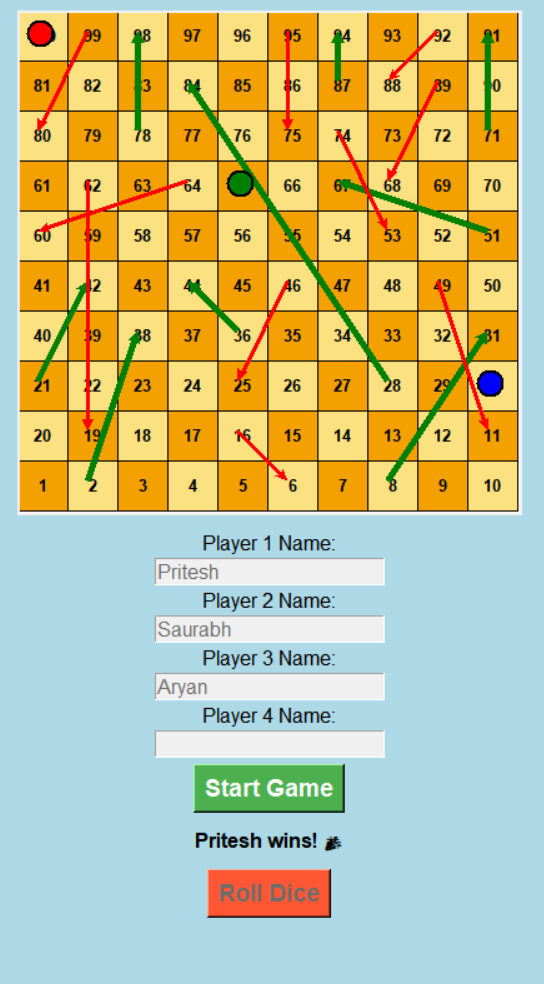 99 98 97 96 95 94 93 92 91
81 82 83 84 85 86 87 88 89 90
80 79 78 77 76 75 74 73 72 71
61 62 63 64 66 67 68 69 70
60 59 58 57 56 55 54 53 52 51
41 42 43 44 45 46 47 48 49 50
40 39 38 37 36 35 34 33 32 31
21 22 23 24 25 26 27 28 29
20 19 18 17 16 15 14 13 12 11
1 2 3 4 5 6 7 8 9 10
Player 1 Name:
Pritesh
Player 2 Name:
Saurabh
Player 3 Name:
Aryan
Player 4 Name:
Start Game
Pritesh wins! 🎉
Roll Dice